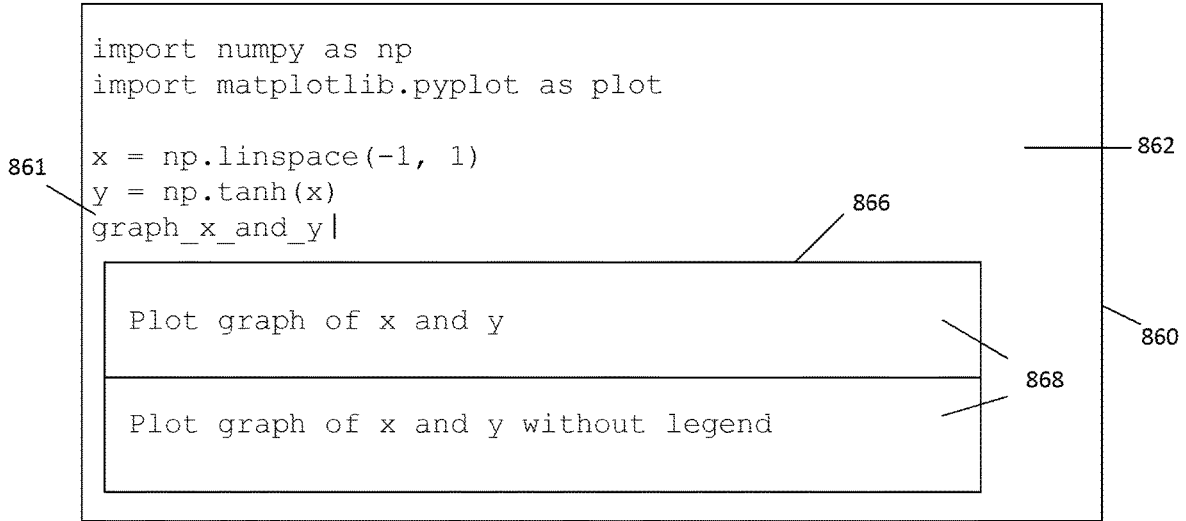 import numpy as np
import matplotlib.pyplot as plot
x = np.linspace(-1, 1)
862
861
y = np.tanh(x)
866
graph_x_and_y|
Plot graph of x and y
860
868
Plot graph of x and y without legend